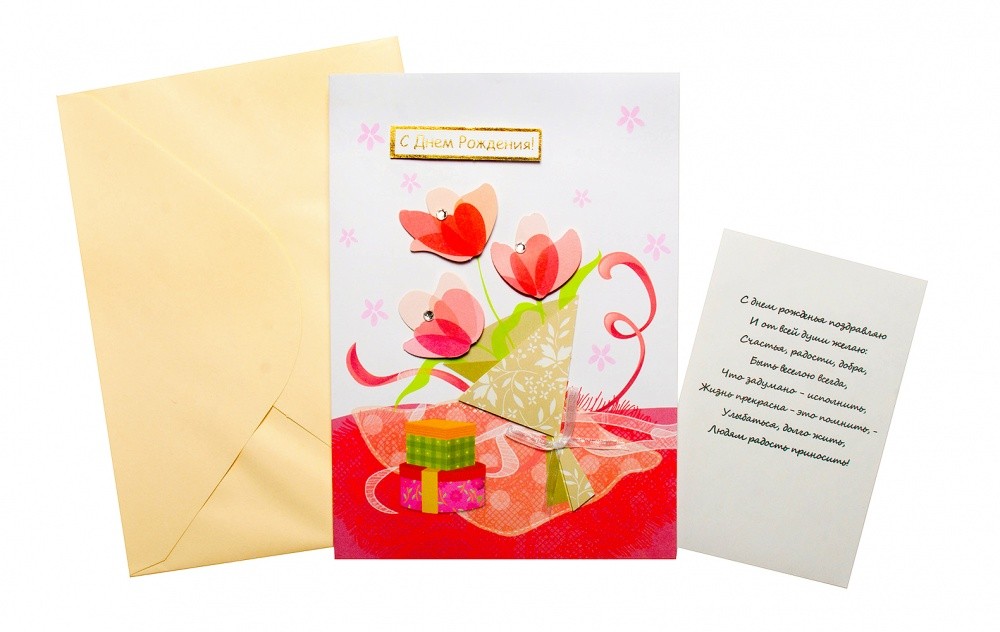 С Днем Рождения!
С днем рожденья поздравляю
И от всей души желаю:
Счастья, радости, добра,
Быть веселою всегда,
Что задумано - исполнить,
Жизнь прекрасна - это помнить, -
Улыбаться, долго жить,
Людям радость приносить!